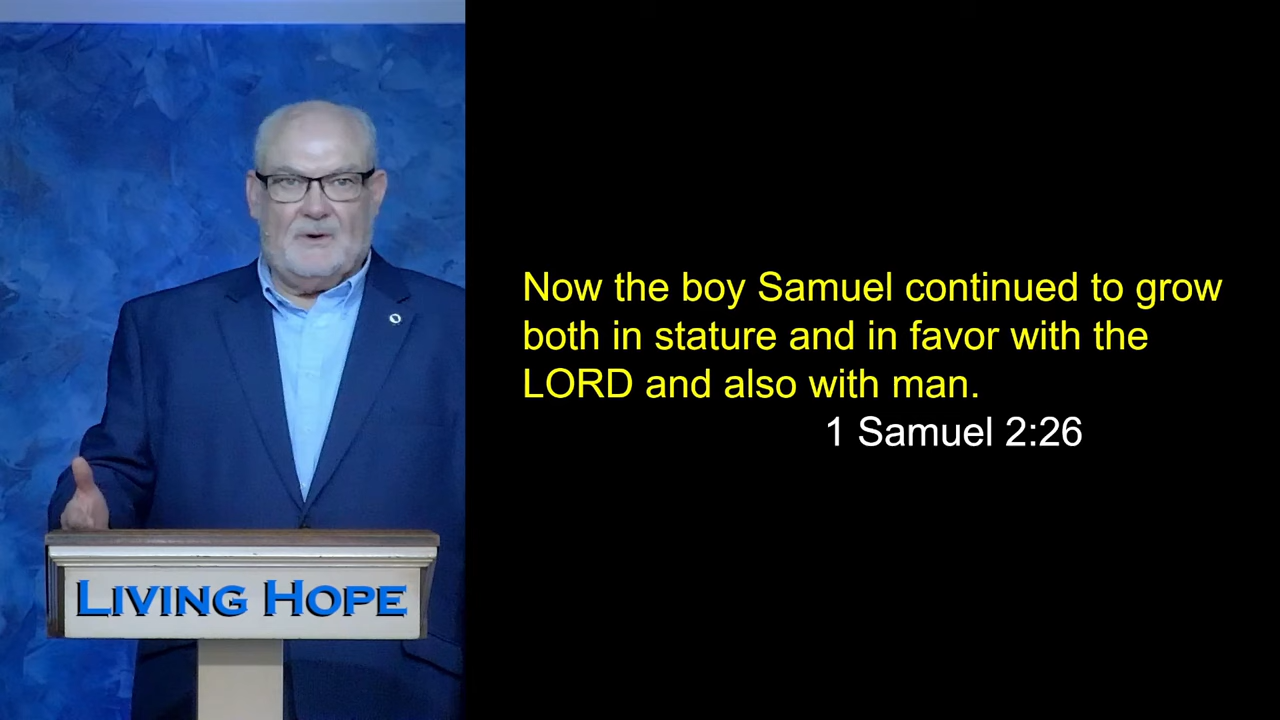 Now the boy Samuel continued to grow
both in stature and in favor with the
LORD and also with man.
1 Samuel 2:26
LIVING HOPE